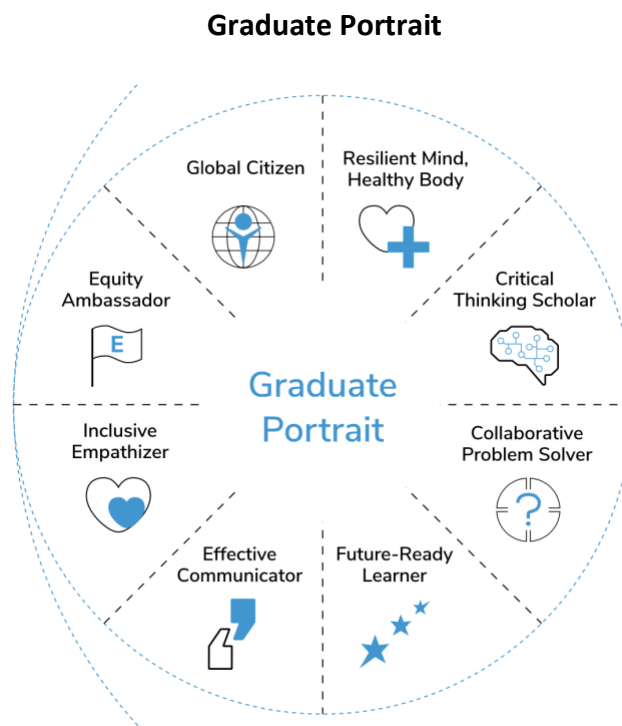 Graduate Portrait
Global Citizen
Resilient Mind,
Healthy Body
Equity
Ambassador
E
Critical
Thinking Scholar
Graduate
Portrait
Inclusive
Empathizer
Collaborative
Problem Solver
?
Effective
Communicator
Future-Ready
Learner